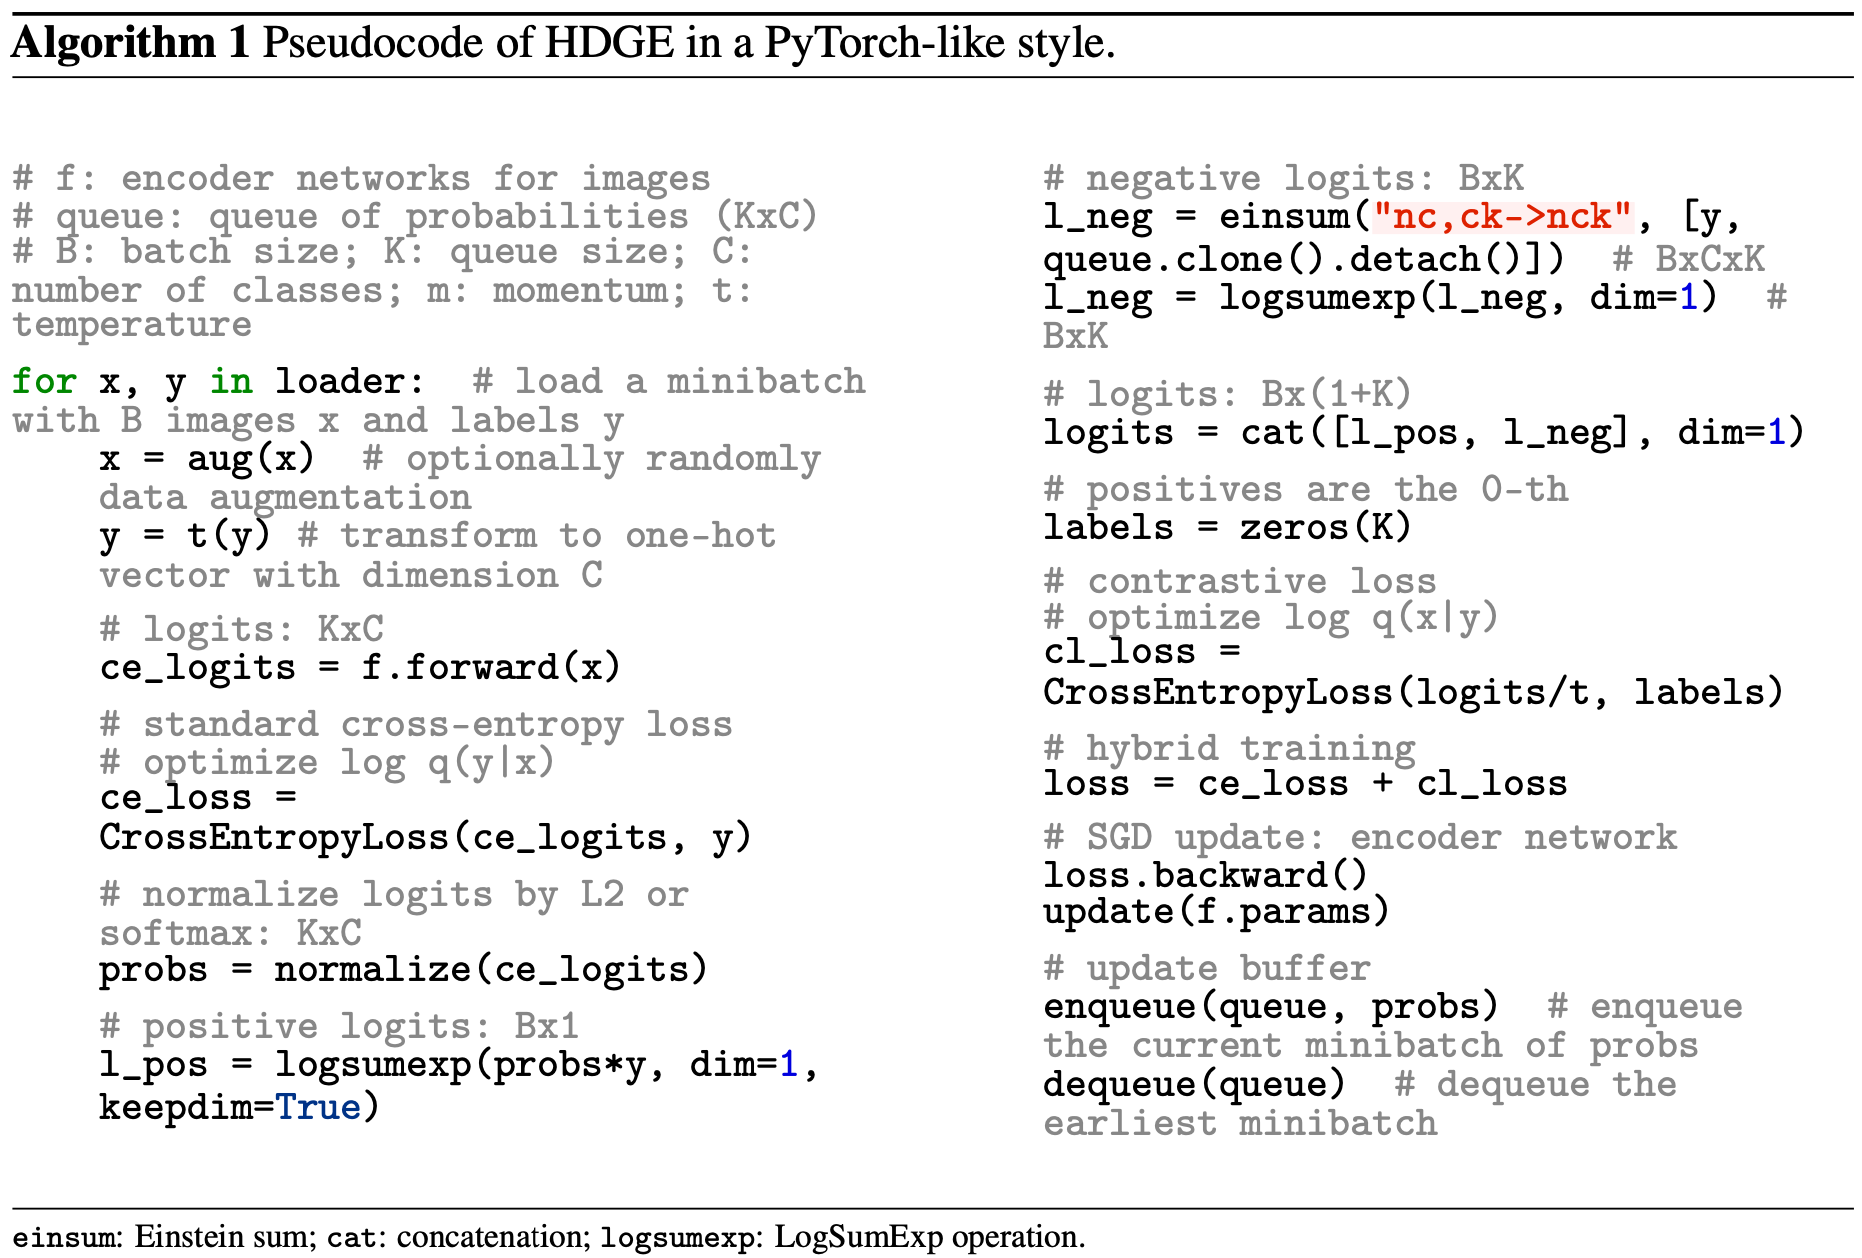 Algorithm 1 Pseudocode of HDGE in a PyTorch-like style.
# f: encoder networks for images
# queue: queue of probabilities (KxC)
# B: batch size; K: queue size; C:
number of classes; m: momentum; t:
temperature
for x, y in loader:  # load a minibatch
with B images x and labels y
    x = aug(x)  # optionally randomly
    data augmentation
    y = t(y) # transform to one-hot
    vector with dimension C
    # logits: KxC
    ce_logits = f.forward(x)
    # standard cross-entropy loss
    # optimize log q(y|x)
    ce_loss =
    CrossEntropyLoss(ce_logits, y)
    # normalize logits by L2 or
    softmax: KxC
    probs = normalize(ce_logits)
    # positive logits: Bx1
    l_pos = logsumexp(probs*y, dim=1,
    keepdim=True)
# negative logits: BxK
l_neg = einsum("nc,ck->nck", [y,
queue.clone().detach()])  # BxCxK
l_neg = logsumexp(l_neg, dim=1)  #
BxK
# logits: Bx(1+K)
logits = cat([l_pos, l_neg], dim=1)
# positives are the 0-th
labels = zeros(K)
# contrastive loss
# optimize log q(x|y)
cl_loss =
CrossEntropyLoss(logits/t, labels)
# hybrid training
loss = ce_loss + cl_loss
# SGD update: encoder network
loss.backward()
update(f.params)
# update buffer
enqueue(queue, probs)  # enqueue
the current minibatch of probs
dequeue(queue)  # dequeue the
earliest minibatch
einsum: Einstein sum; cat: concatenation; logsumexp: LogSumExp operation.